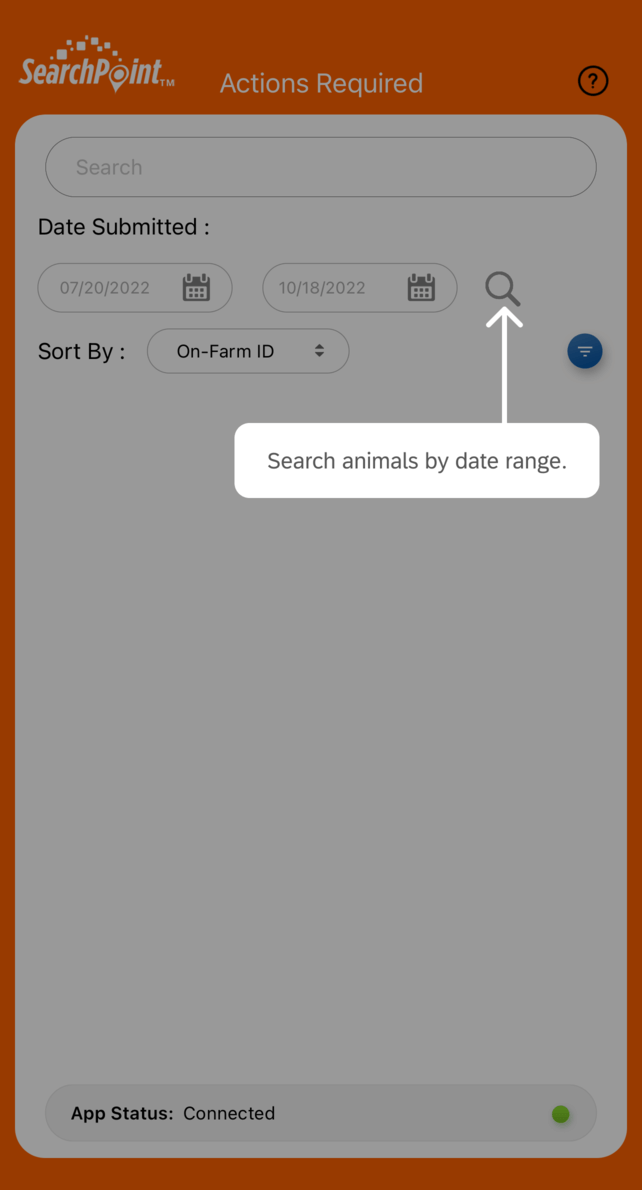 SearchPoint™
Actions Required
?
Search
Date Submitted :
07/20/2022 10/18/2022
Sort By : On-Farm ID
Search animals by date range.
App Status: Connected